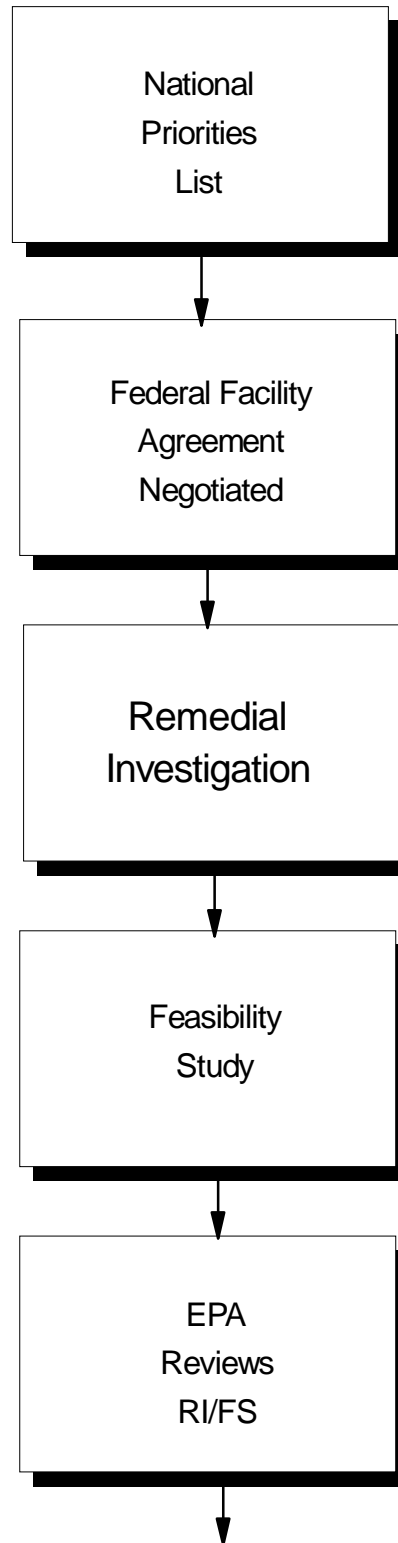 National
Priorities
List
Federal Facility
Agreement
Negotiated
Remedial
Investigation
Feasibility
Study
EPA
Reviews
RI/FS